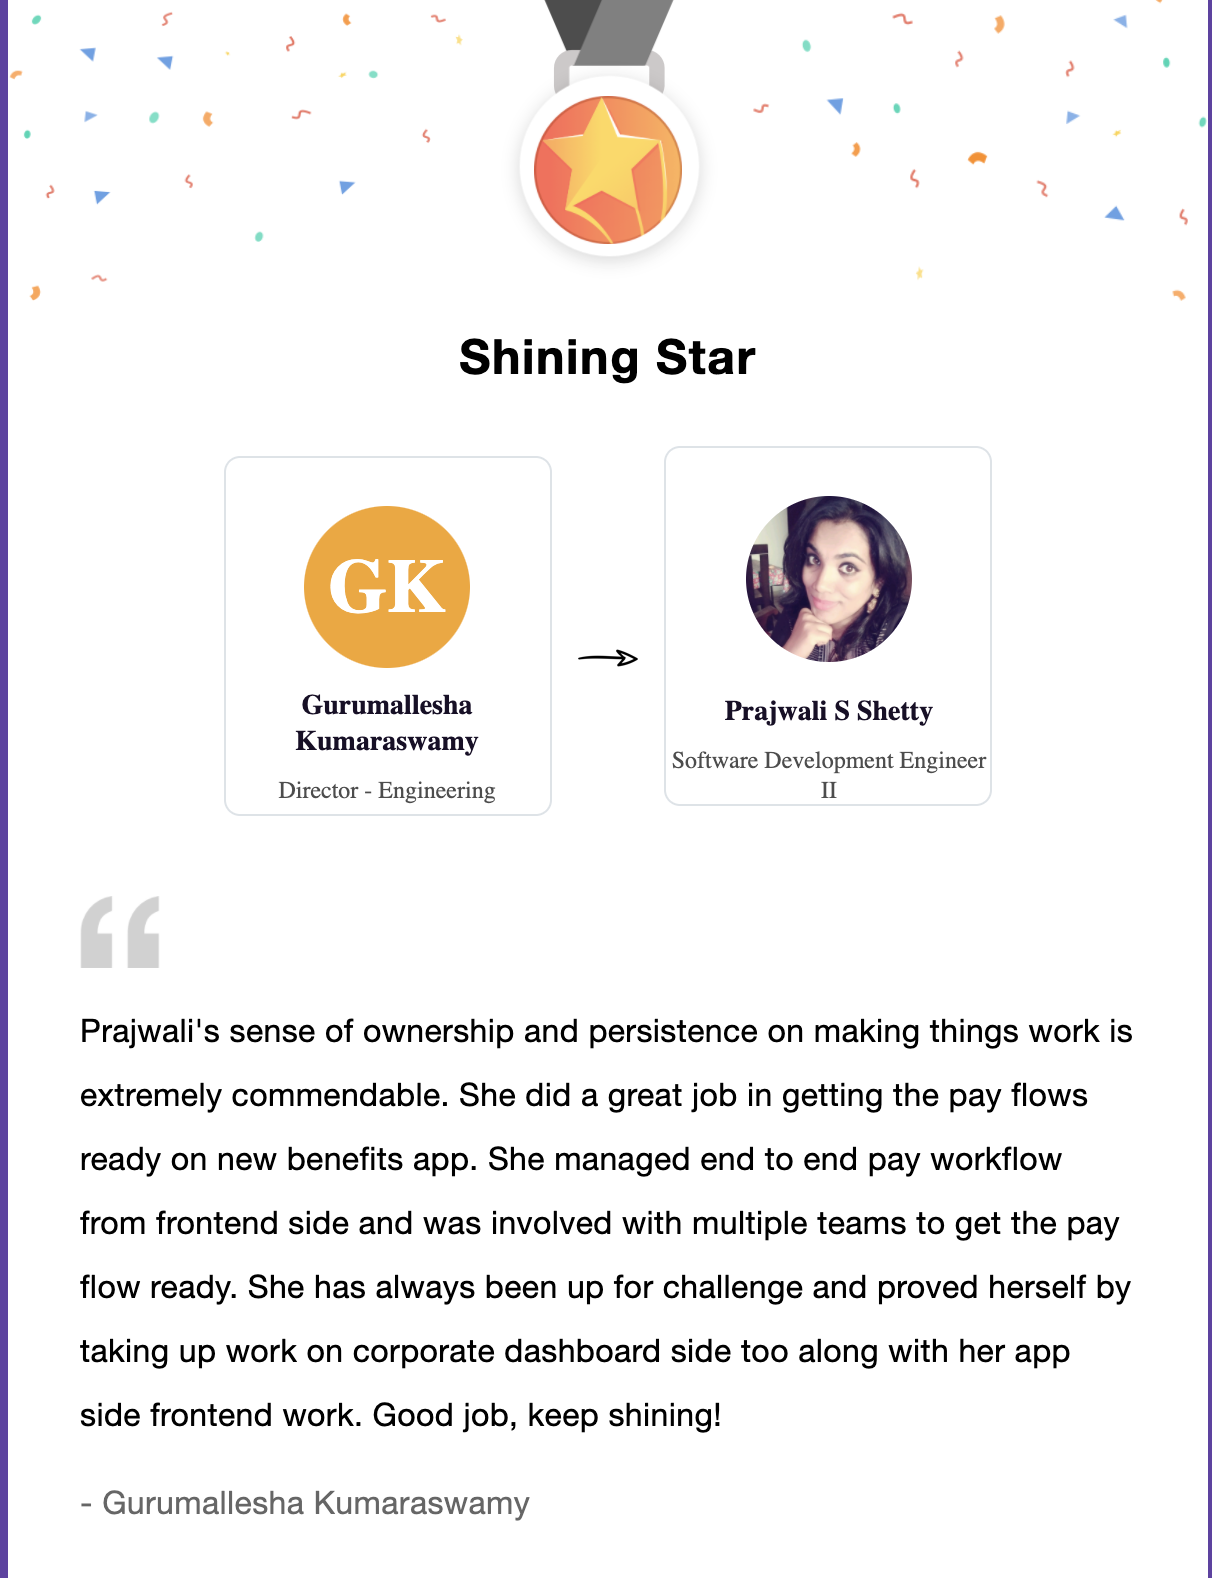 Shining Star
GK
Gurumallesha
Kumaraswamy
Director - Engineering
Prajwali S Shetty
Software Development Engineer
II
“
Prajwali's sense of ownership and persistence on making things work is
extremely commendable. She did a great job in getting the pay flows
ready on new benefits app. She managed end to end pay workflow
from frontend side and was involved with multiple teams to get the pay
flow ready. She has always been up for challenge and proved herself by
taking up work on corporate dashboard side too along with her app
side frontend work. Good job, keep shining!
- Gurumallesha Kumaraswamy